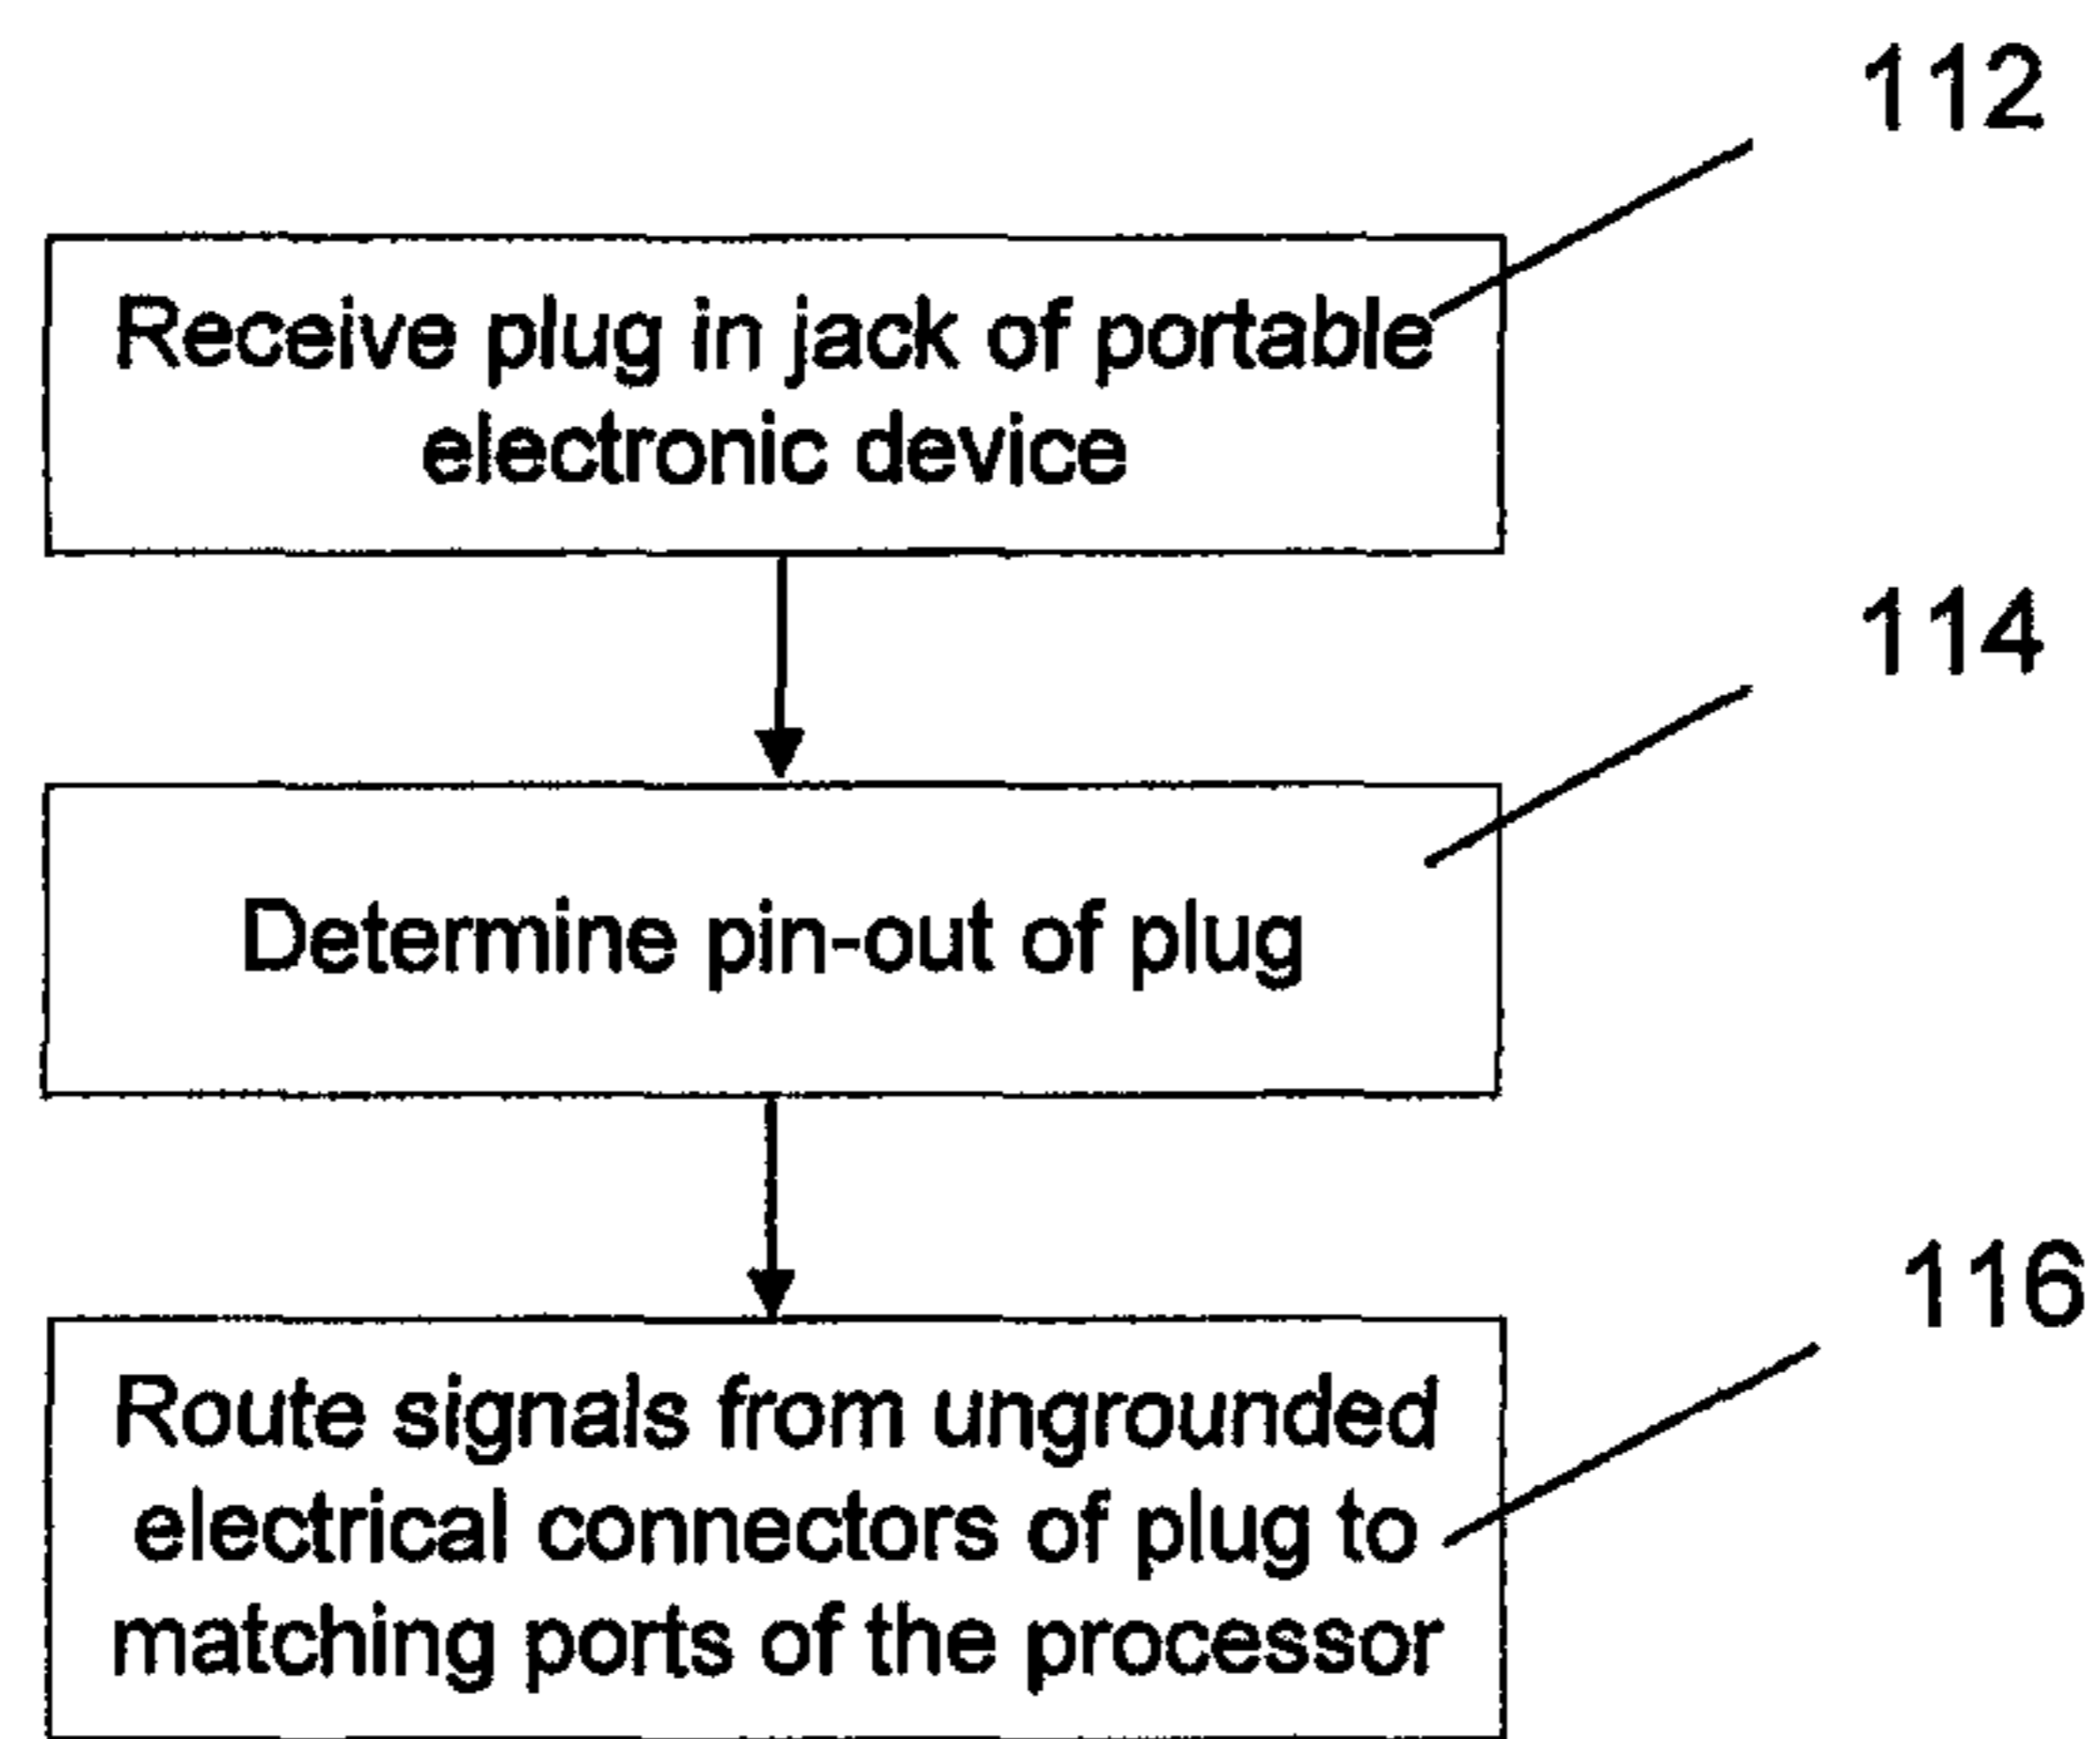 112
Receive plug in jack of portable
electronic device
114
Determine pin-out of plug
116
Route signals from ungrounded
electrical connectors of plug to
matching ports of the processor